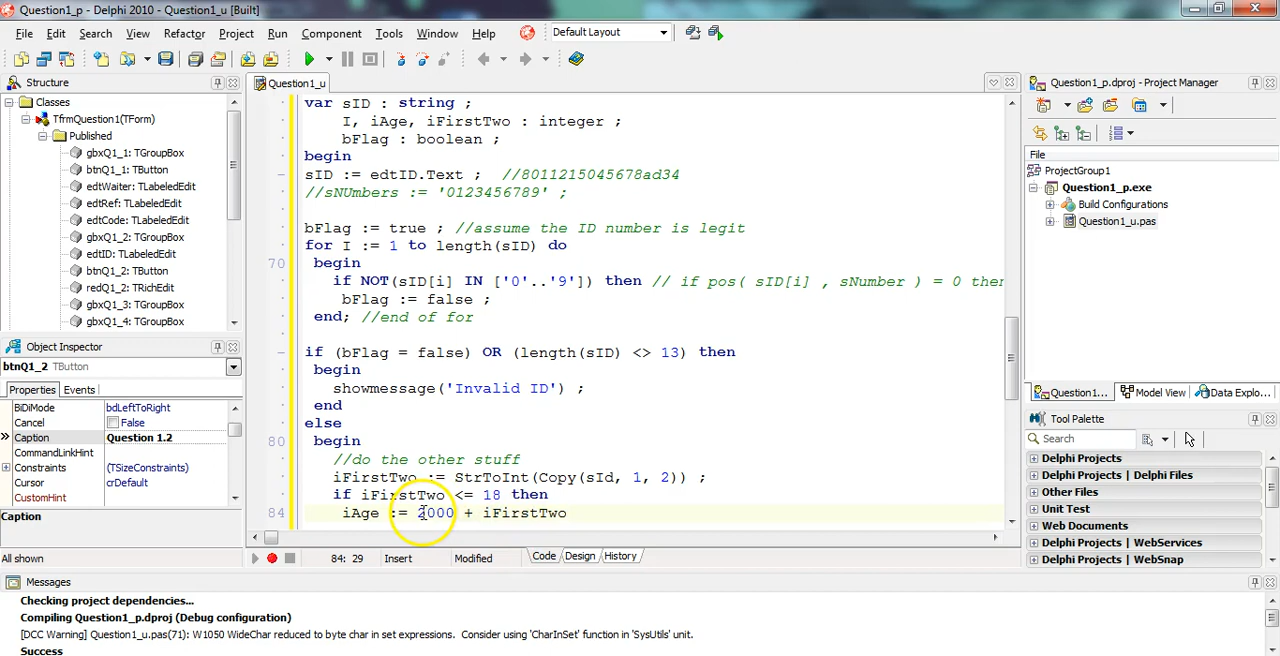 Question1_p - Delphi 2010 - Question1_u [Built]
File Edit Search View Refactor Project Run Component Tools Window Help Default Layout
Structure
Classes
TfrmQuestion1(TForm)
Published
gbxQ1_1: TGroupBox
btnQ1_1: TButton
edtWaiter: TLabeledEdit
edtRef: TLabeledEdit
edtCode: TLabeledEdit
gbxQ1_2: TGroupBox
edtID: TLabeledEdit
btnQ1_2: TButton
redQ1_2: TRichEdit
gbxQ1_3: TGroupBox
gbxQ1_4: TGroupBox
Object Inspector
btnQ1_2 TButton
Properties Events
BiDiMode bdLeftToRight
Cancel False
Caption Question 1.2
CommandLinkHint
Constraints (TSizeConstraints)
Cursor crDefault
CustomHint
Caption
All shown
Question1_u
var sID : string ;
I, iAge, iFirstTwo : integer ;
bFlag : boolean ;
begin
sID := edtID.Text ; //8011215045678ad34
//sNUmbers := '0123456789' ;
bFlag := true ; //assume the ID number is legit
for I := 1 to length(sID) do
70 begin
if NOT(sID[i] IN ['0'..'9']) then // if pos( sID[i] , sNumber ) = 0 then
bFlag := false ;
end; //end of for
if (bFlag = false) OR (length(sID) <> 13) then
begin
showmessage('Invalid ID') ;
end
else
80 begin
//do the other stuff
iFirstTwo := StrToInt(Copy(sId, 1, 2)) ;
if iFirstTwo <= 18 then
84 iAge := 2000 + iFirstTwo
84: 29 Insert Modified Code Design History
Question1_p.dproj - Project Manager
File
ProjectGroup1
Question1_p.exe
Build Configurations
Question1_u.pas
Question1... Model View Data Explo...
Tool Palette
Search
Delphi Projects
Delphi Projects | Delphi Files
Other Files
Unit Test
Web Documents
Delphi Projects | WebServices
Delphi Projects | WebSnap
Messages
Checking project dependencies...
Compiling Question1_p.dproj (Debug configuration)
[DCC Warning] Question1_u.pas(71): W1050 WideChar reduced to byte char in set expressions.  Consider using 'CharInSet' function in 'SysUtils' unit.
Success